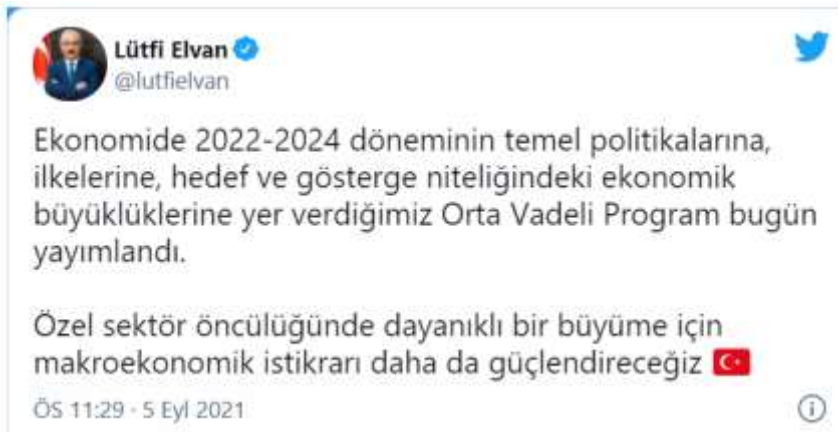 Lütfi Elvan
@lutfielvan
Ekonomide 2022-2024 döneminin temel politikalarına,
ilkelerine, hedef ve gösterge niteliğindeki ekonomik
büyüklüklerine yer verdiğimiz Orta Vadeli Program bugün
yayımlandı.
Özel sektör öncülüğünde dayanıklı bir büyüme için
makroekonomik istikrarı daha da güçlendireceğiz 🇹🇷
ÖS 11:29 · 5 Eyl 2021